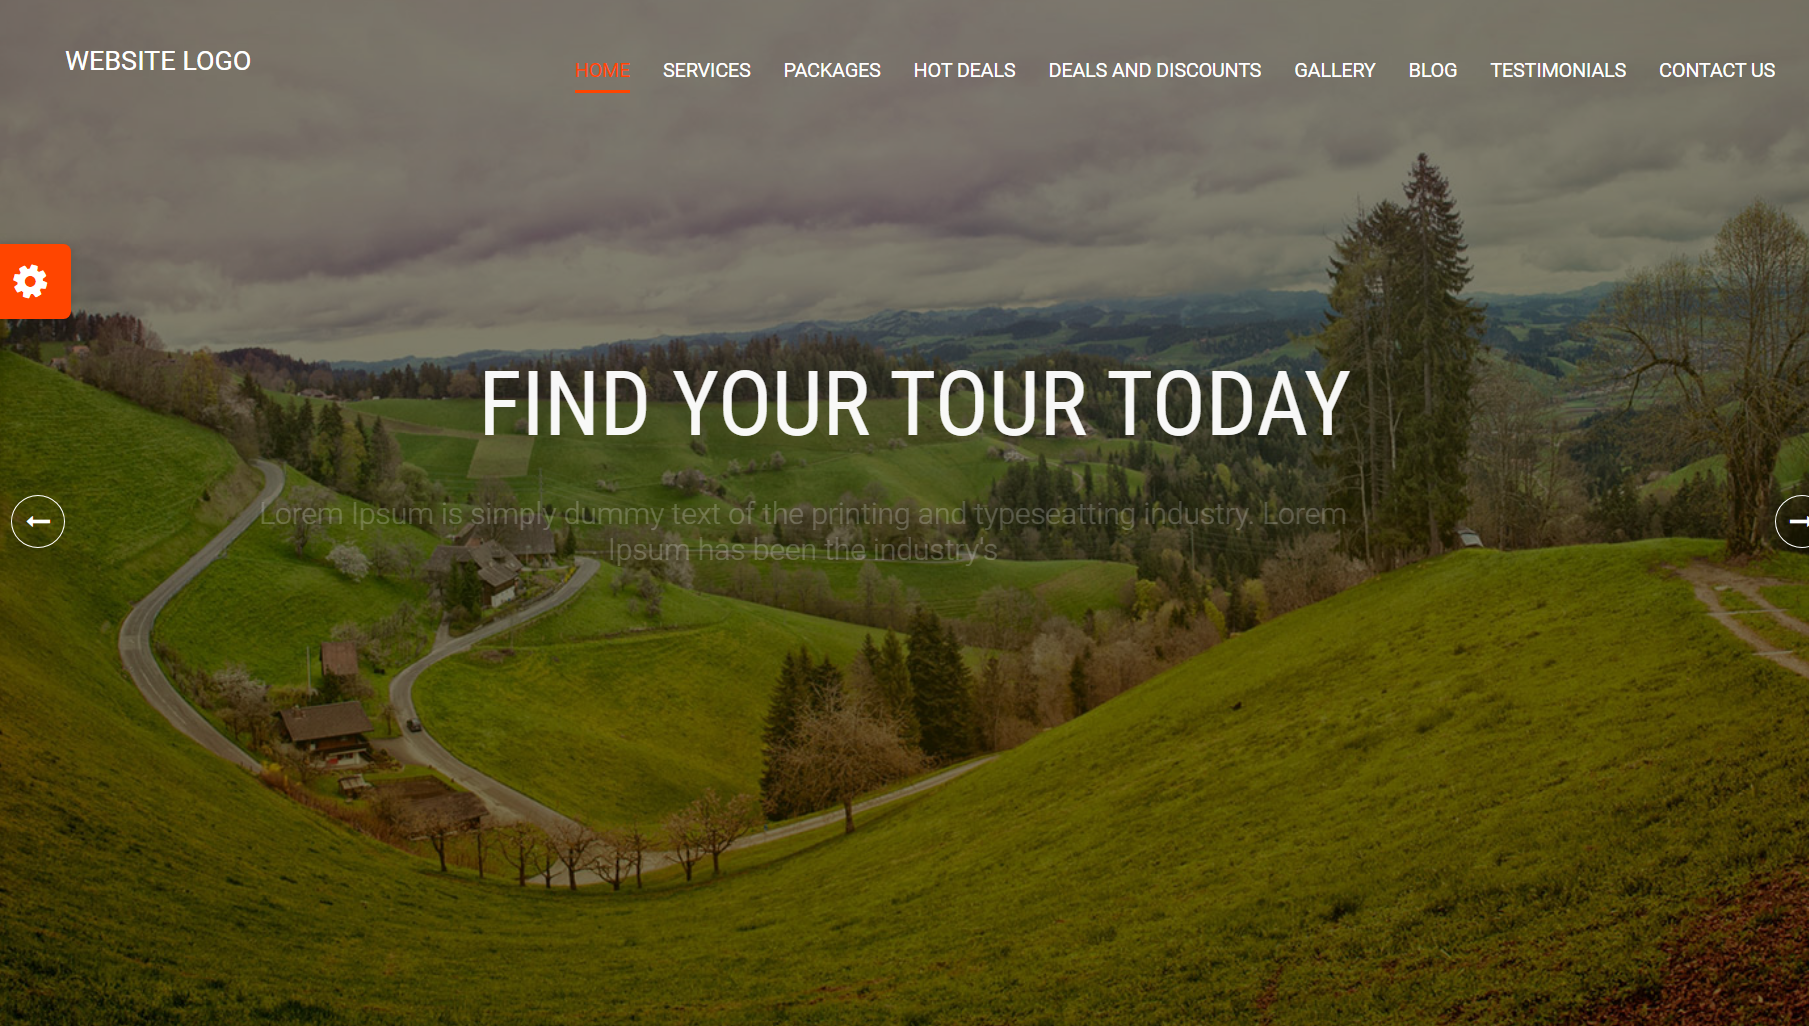 WEBSITE LOGO
HOME SERVICES PACKAGES HOT DEALS DEALS AND DISCOUNTS GALLERY BLOG TESTIMONIALS CONTACT US
FIND YOUR TOUR TODAY
Lorem Ipsum is simply dummy text of the printing and typeseatting industry. Lorem
Ipsum has been the industry's